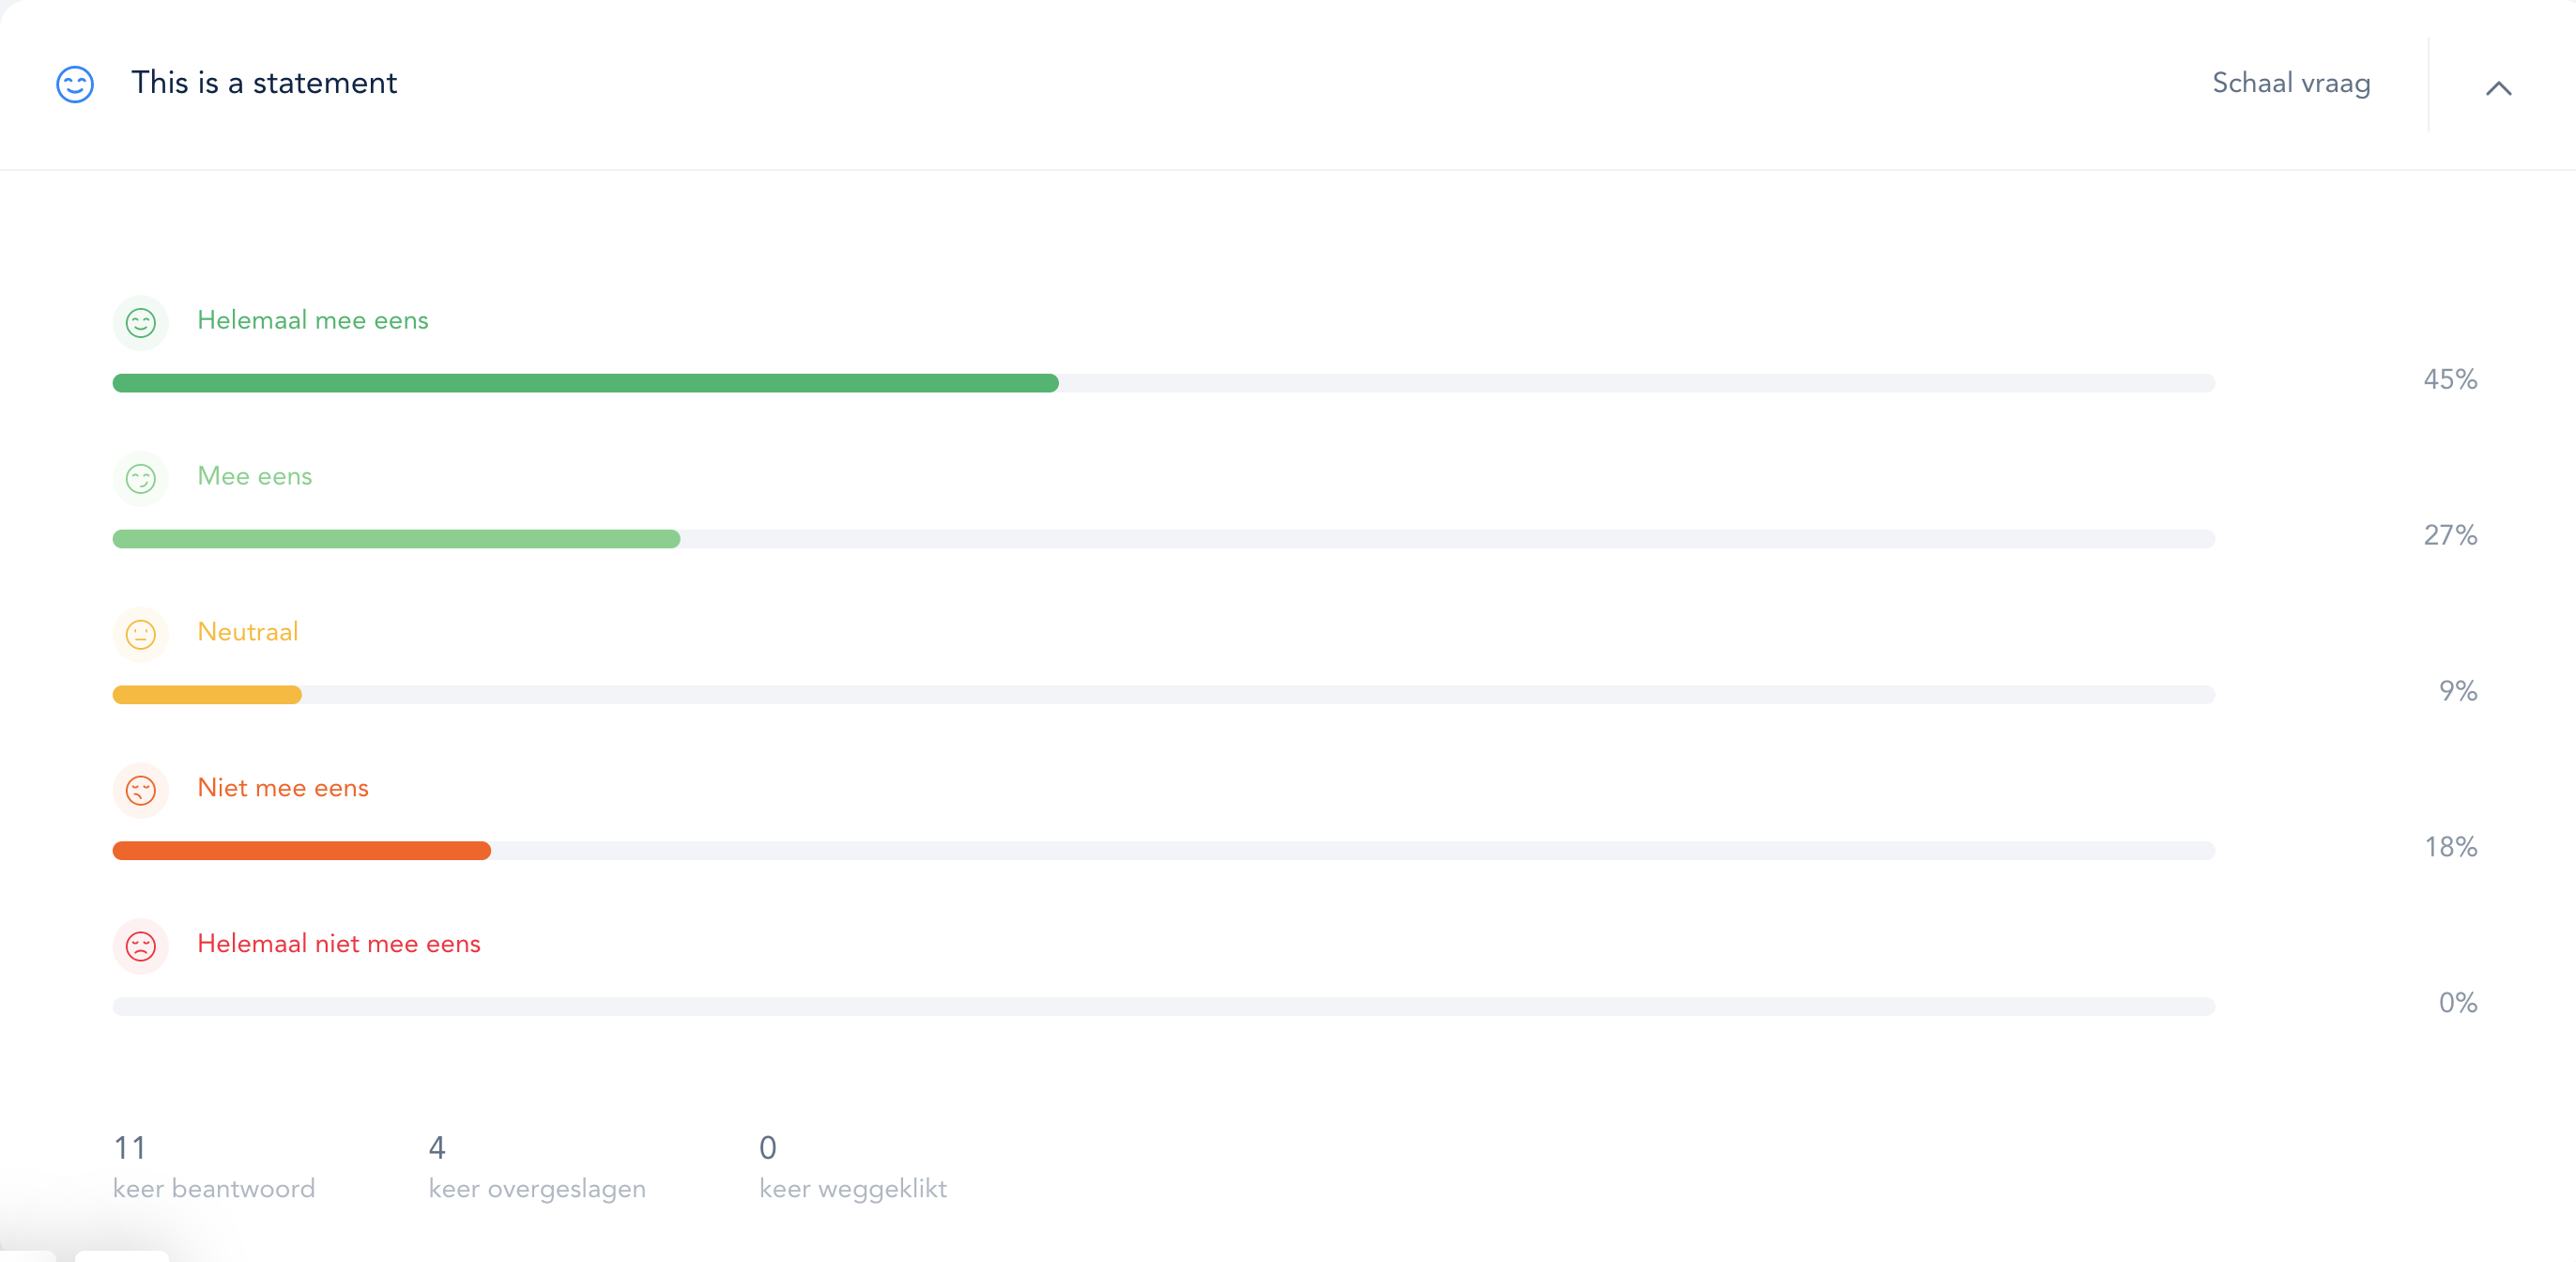 This is a statement
Schaal vraag
Helemaal mee eens
45%
Mee eens
27%
Neutraal
9%
Niet mee eens
18%
Helemaal niet mee eens
0%
11
keer beantwoord
4
keer overgeslagen
0
keer weggeklikt